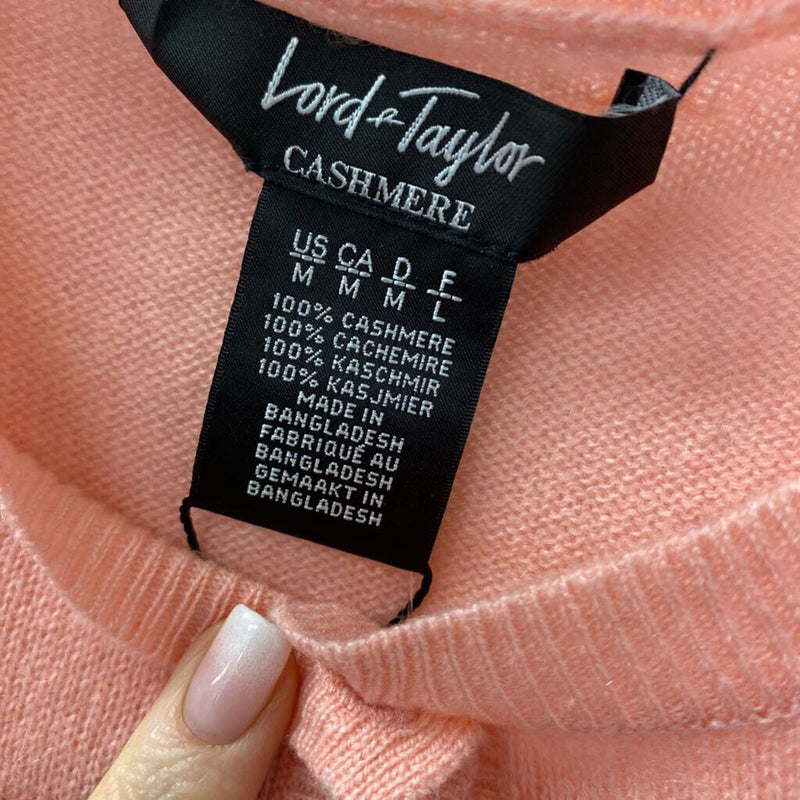 Lord & Taylor
CASHMERE
US CA D F
M M M L
100% CASHMERE
100% CACHEMIRE
100% KASCHMIR
100% KASJMIER
MADE IN
BANGLADESH
FABRIQUÉ AU
BANGLADESH
GEMAAKT IN
BANGLADESH